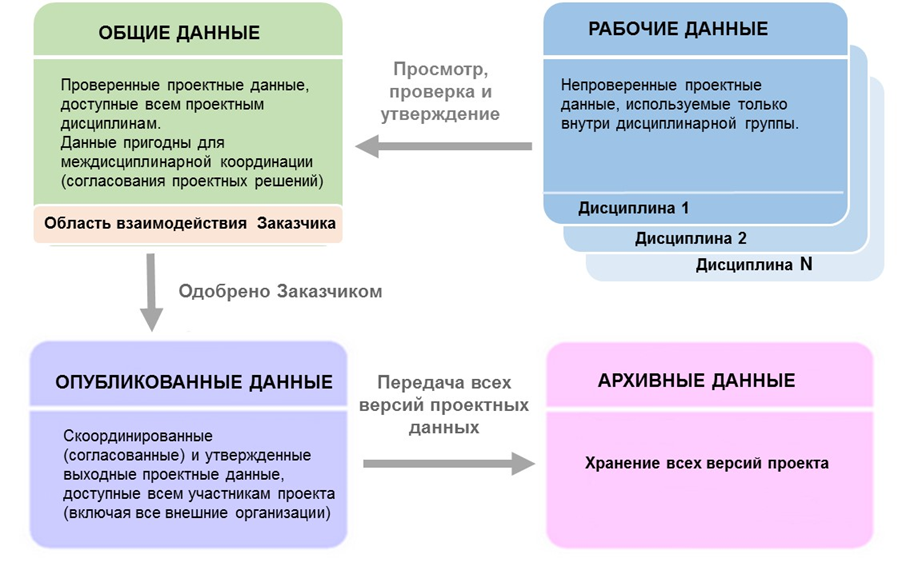 ОБЩИЕ ДАННЫЕ
Проверенные проектные данные,
доступные всем проектным
дисциплинам.
Данные пригодны для
междисциплинарной координации
(согласования проектных решений)
Область взаимодействия Заказчика
Просмотр,
проверка и
утверждение
РАБОЧИЕ ДАННЫЕ
Непроверенные проектные
данные, используемые только
внутри дисциплинарной группы.
Дисциплина 1
Дисциплина 2
Дисциплина N
Одобрено Заказчиком
ОПУБЛИКОВАННЫЕ ДАННЫЕ
Скоординированные
(согласованные) и утвержденные
выходные проектные данные,
доступные всем участникам проекта
(включая все внешние организации)
Передача всех
версий проектных
данных
АРХИВНЫЕ ДАННЫЕ
Хранение всех версий проекта